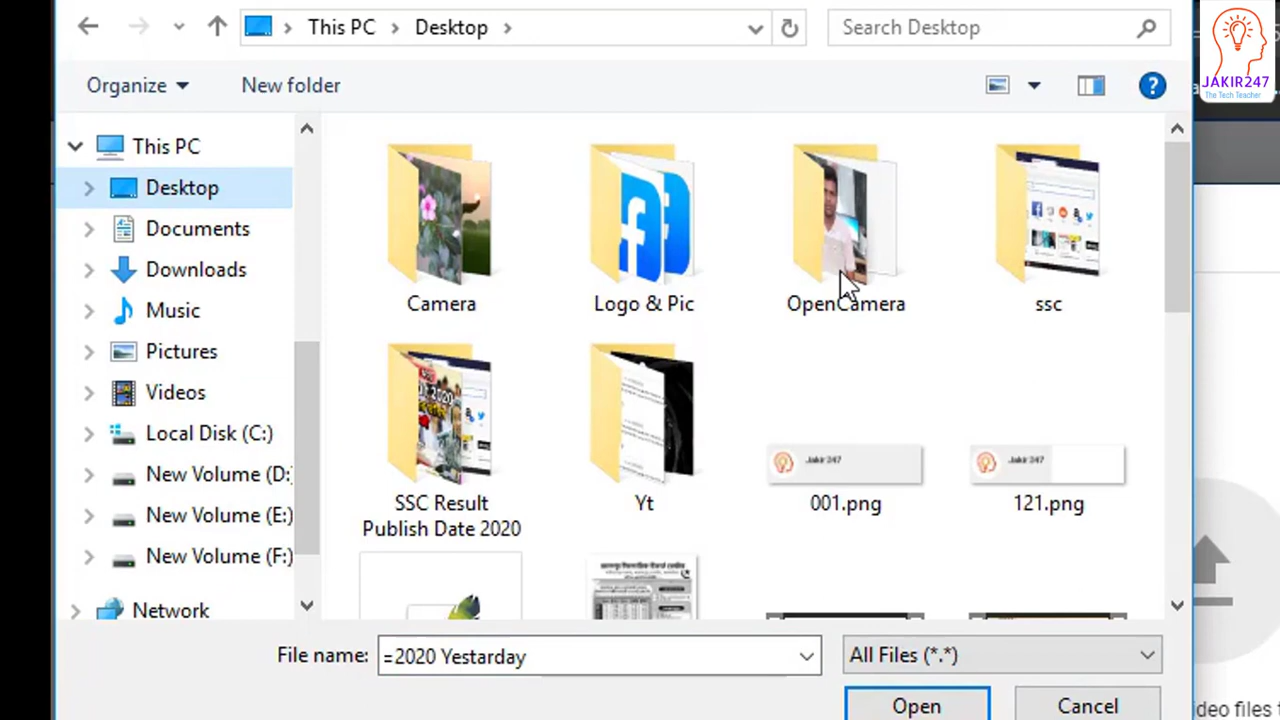 This PC
Desktop
Search Desktop
JAKIR247
The Tech Teacher
Organize
New folder
This PC
Desktop
Documents
Downloads
Music
Pictures
Videos
Local Disk (C:)
New Volume (D:)
New Volume (E:)
New Volume (F:)
Network
Camera
Logo & Pic
OpenCamera
ssc
SSC Result
Publish Date 2020
Yt
Jakir 247
001.png
Jakir 247
121.png
File name:
=2020 Yestarday
All Files (*.*)
Open
Cancel
ideo files t